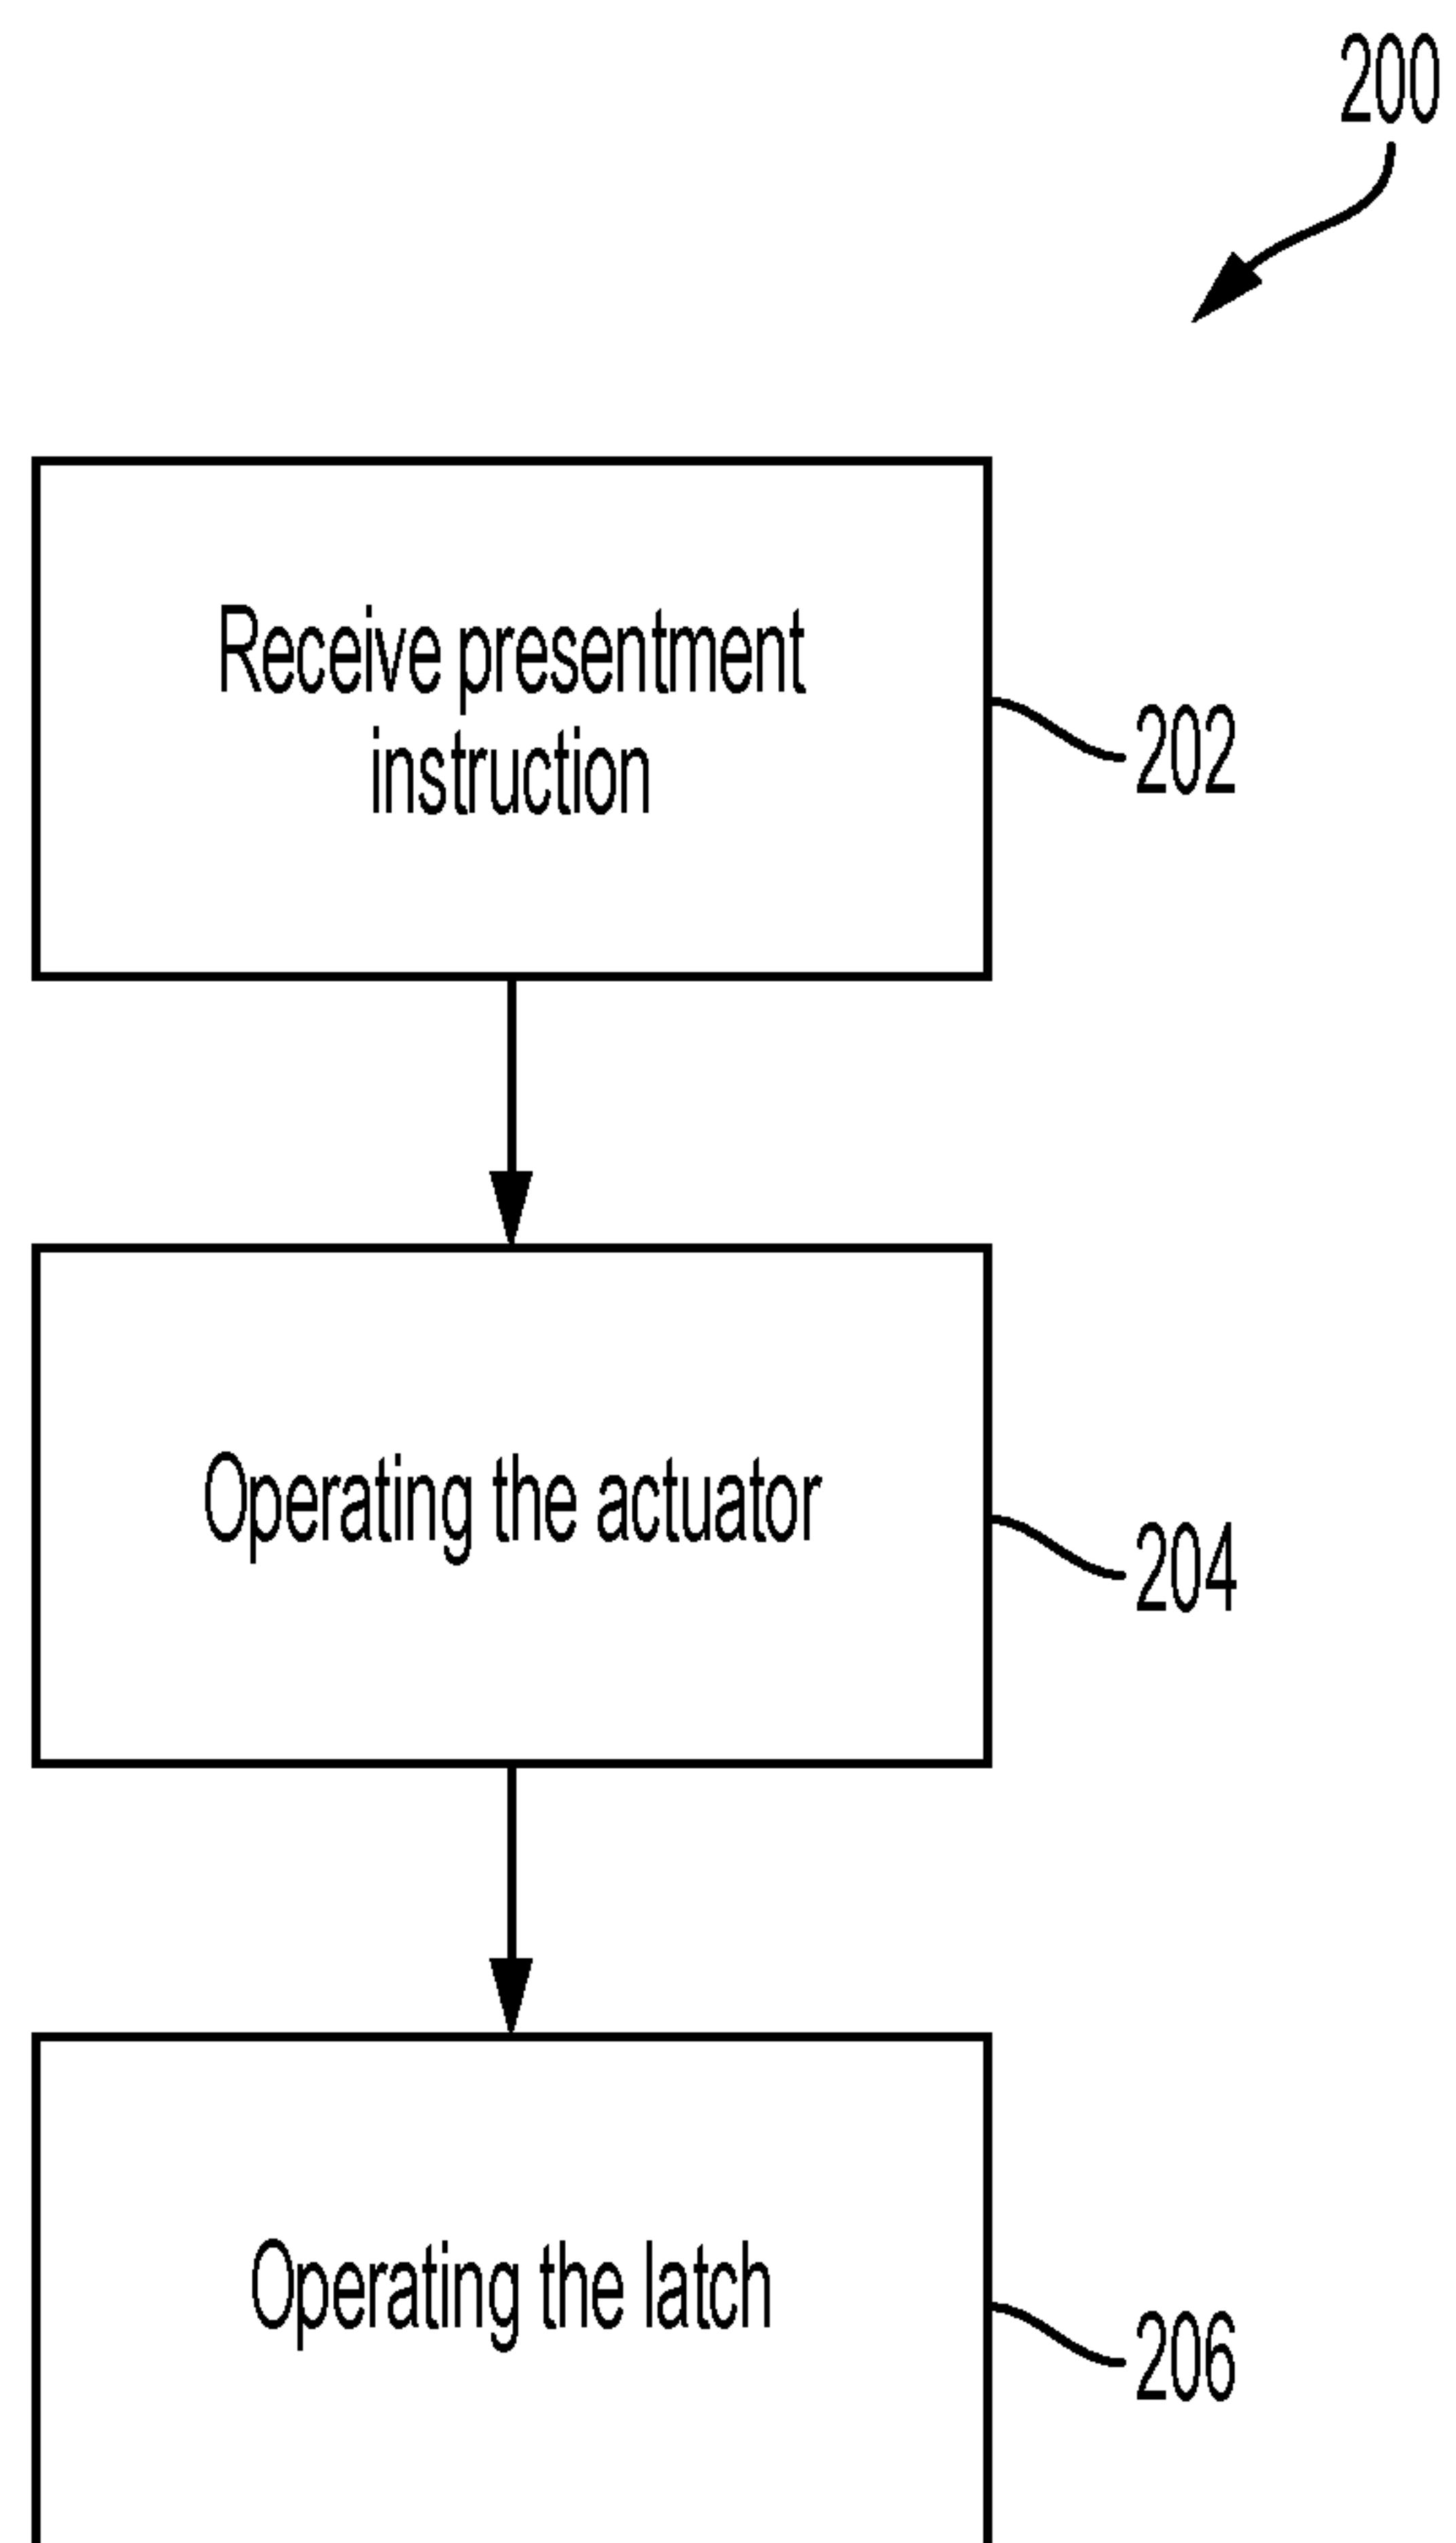 200
Receive presentment
instruction
202
Operating the actuator
204
Operating the latch
206